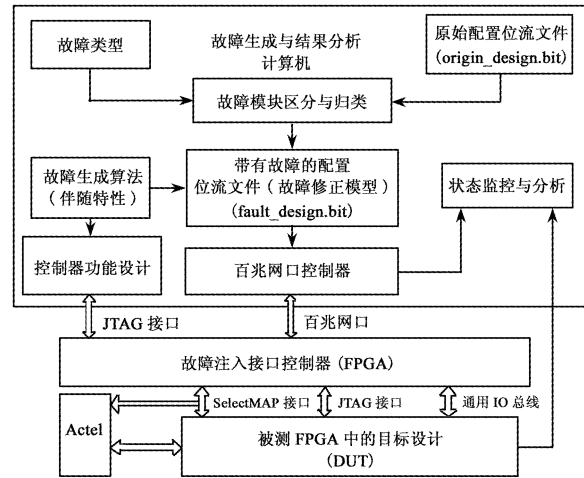 故障类型
故障生成与结果分析
计算机
原始配置位流文件
(origin_design.bit)
故障模块区分与归类
故障生成算法
（伴随特性）
带有故障的配置
位流文件（故障修正模型）
(fault_design.bit)
状态监控与分析
控制器功能设计
百兆网口控制器
JTAG 接口
百兆网口
故障注入接口控制器 (FPGA)
SelectMAP 接口
JTAG 接口
通用 IO 总线
Actel
被测 FPGA 中的目标设计
(DUT)